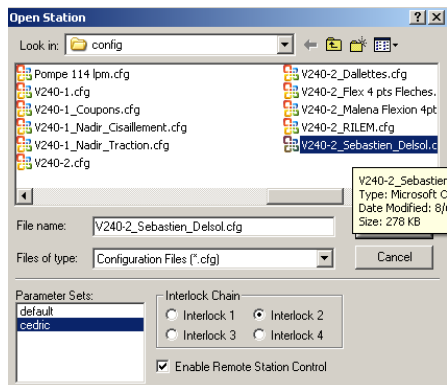 Open Station
Look in: config
Pompe 114 lpm.cfg
V240-1.cfg
V240-1_Coupons.cfg
V240-1_Nadir_Cisaillement.cfg
V240-1_Nadir_Traction.cfg
V240-2.cfg
V240-2_Dallettes.cfg
V240-2_Flex 4 pts Fleches.
V240-2_Malena Flexion 4pt
V240-2_RILEM.cfg
V240-2_Sebastien_Delsol.c
V240-2_Sebastien
Type: Microsoft C
Date Modified: 8/
Size: 278 KB
File name: V240-2_Sebastien_Delsol.cfg
Files of type: Configuration Files (*.cfg)
Cancel
Parameter Sets:
default
cedric
Interlock Chain
Interlock 1 Interlock 2
Interlock 3 Interlock 4
Enable Remote Station Control